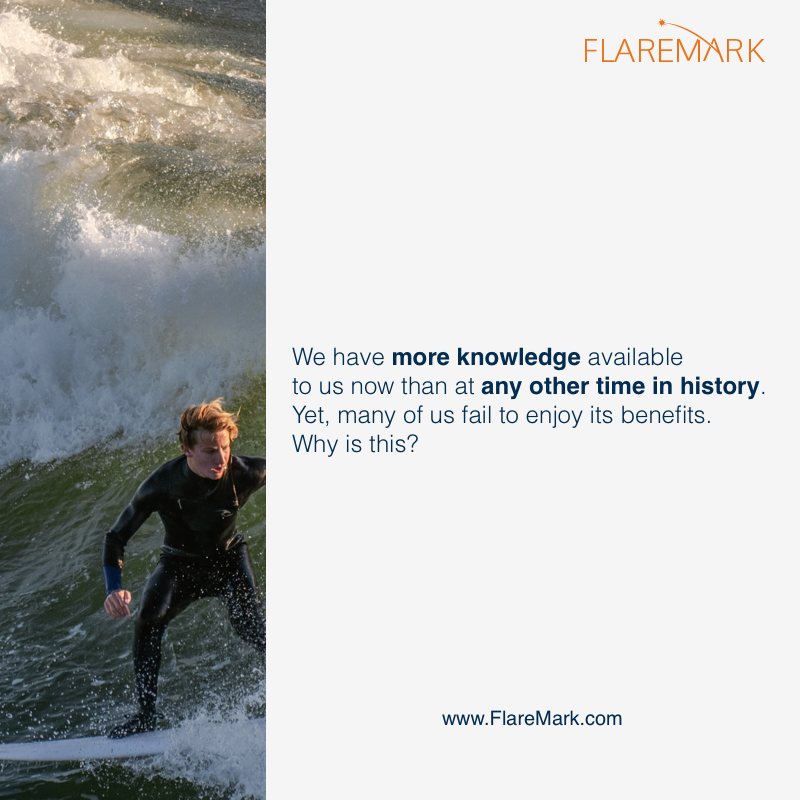 FLAREMARK
We have more knowledge available
to us now than at any other time in history.
Yet, many of us fail to enjoy its benefits.
Why is this?
www.FlareMark.com